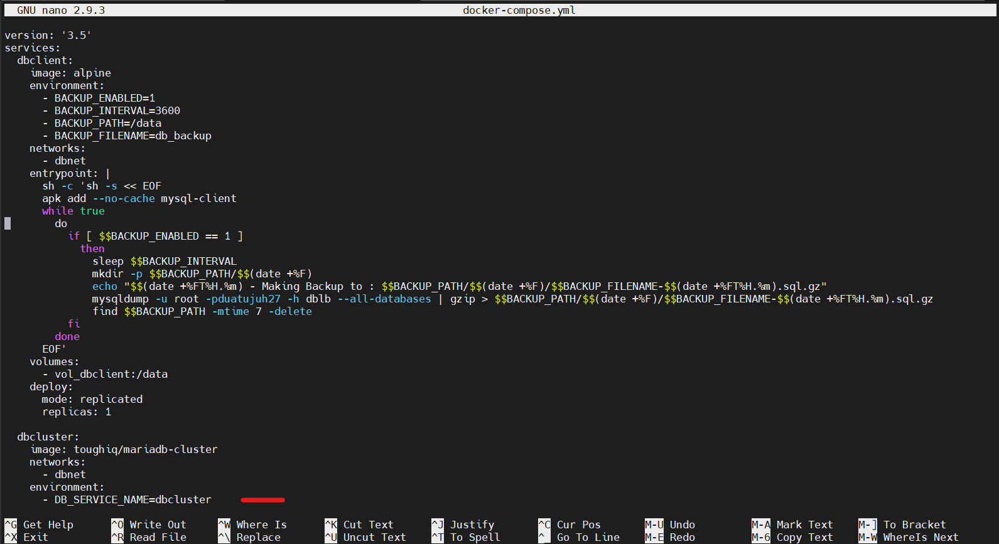 GNU nano 2.9.3 docker-compose.yml
version: '3.5'
services:
  dbclient:
    image: alpine
    environment:
      - BACKUP_ENABLED=1
      - BACKUP_INTERVAL=3600
      - BACKUP_PATH=/data
      - BACKUP_FILENAME=db_backup
    networks:
      - dbnet
    entrypoint: |
      sh -c 'sh -s << EOF
      apk add --no-cache mysql-client
      while true
        do
          if [ $$BACKUP_ENABLED == 1 ]
            then
              sleep $$BACKUP_INTERVAL
              mkdir -p $$BACKUP_PATH/$$(date +%F)
              echo "$$(date +%FT%H.%m) - Making Backup to : $$BACKUP_PATH/$$(date +%F)/$$BACKUP_FILENAME-$$(date +%FT%H.%m).sql.gz"
              mysqldump -u root -pduatujuh27 -h dblb --all-databases | gzip > $$BACKUP_PATH/$$(date +%F)/$$BACKUP_FILENAME-$$(date +%FT%H.%m).sql.gz
              find $$BACKUP_PATH -mtime 7 -delete
          fi
        done
      EOF'
    volumes:
      - vol_dbclient:/data
    deploy:
      mode: replicated
      replicas: 1
  dbcluster:
    image: toughiq/mariadb-cluster
    networks:
      - dbnet
    environment:
      - DB_SERVICE_NAME=dbcluster
^G Get Help ^O Write Out ^W Where Is ^K Cut Text ^J Justify ^C Cur Pos M-U Undo M-A Mark Text M-] To Bracket
^X Exit ^R Read File ^\ Replace ^U Uncut Text ^T To Spell ^_ Go To Line M-E Redo M-6 Copy Text M-W WhereIs Next